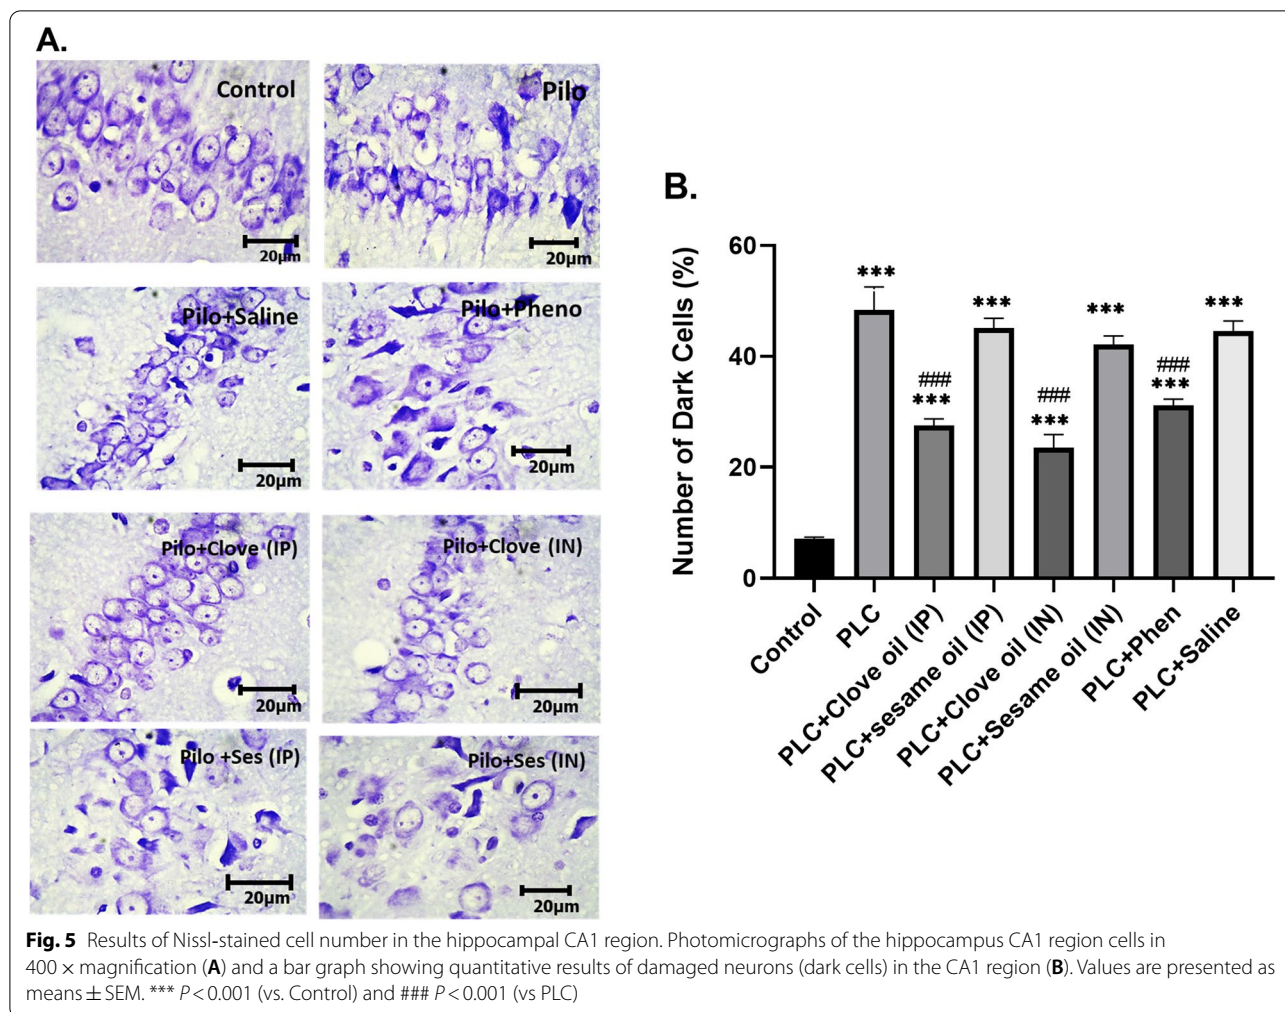 A.
Control
20µm
Pilo
20µm
Pilo+Saline
20µm
Pilo+Pheno
20µm
Pilo+Clove (IP)
20µm
Pilo+Clove (IN)
20µm
Pilo +Ses (IP)
20µm
Pilo+Ses (IN)
20µm
B.
Number of Dark Cells (%)
60
40
20
0
***
###
***
***
###
***
***
###
***
***
Control
PLC
PLC+Clove oil (IP)
PLC+sesame oil (IP)
PLC+Clove oil (IN)
PLC+Sesame oil (IN)
PLC+Phen
PLC+Saline
Fig. 5 Results of Nissl-stained cell number in the hippocampal CA1 region. Photomicrographs of the hippocampus CA1 region cells in
400 × magnification (A) and a bar graph showing quantitative results of damaged neurons (dark cells) in the CA1 region (B). Values are presented as
means ± SEM. *** P < 0.001 (vs. Control) and ### P < 0.001 (vs PLC)